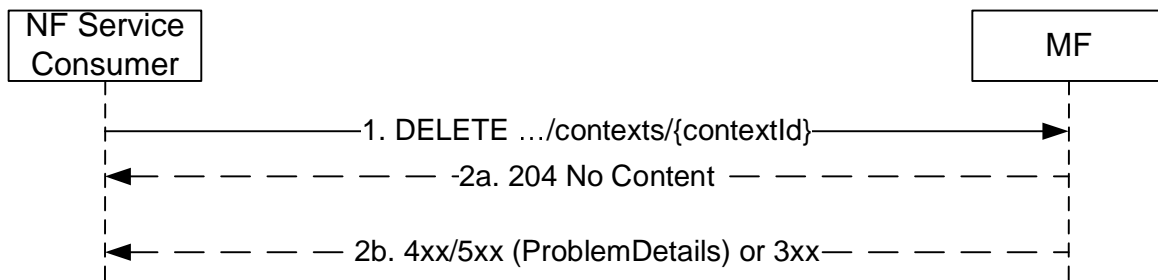 NF Service
Consumer
MF
1. DELETE …/contexts/{contextId}
2a. 204 No Content
2b. 4xx/5xx (ProblemDetails) or 3xx